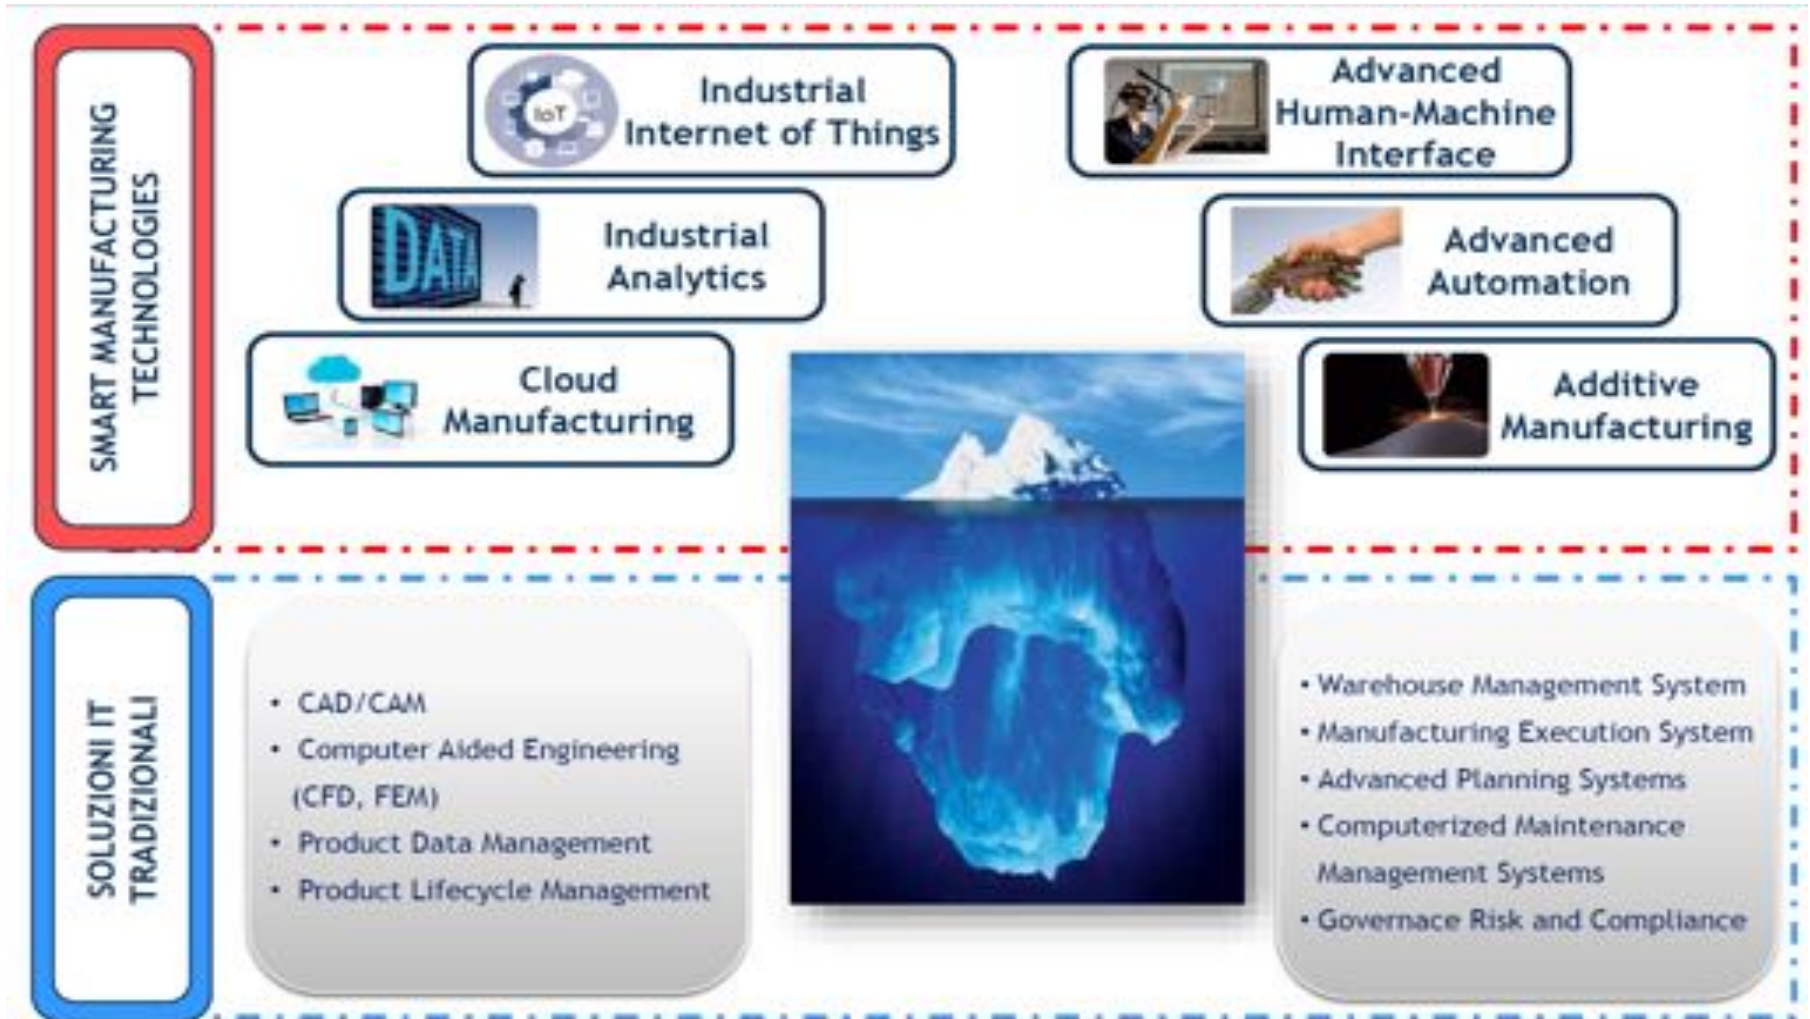 SMART MANUFACTURING
TECHNOLOGIES
IoT
Industrial
Internet of Things
Advanced
Human-Machine
Interface
DATA
Industrial
Analytics
Advanced
Automation
Cloud
Manufacturing
Additive
Manufacturing
SOLUZIONI IT
TRADIZIONALI
• CAD/CAM
• Computer Aided Engineering
(CFD, FEM)
• Product Data Management
• Product Lifecycle Management
• Warehouse Management System
• Manufacturing Execution System
• Advanced Planning Systems
• Computerized Maintenance
Management Systems
• Governace Risk and Compliance